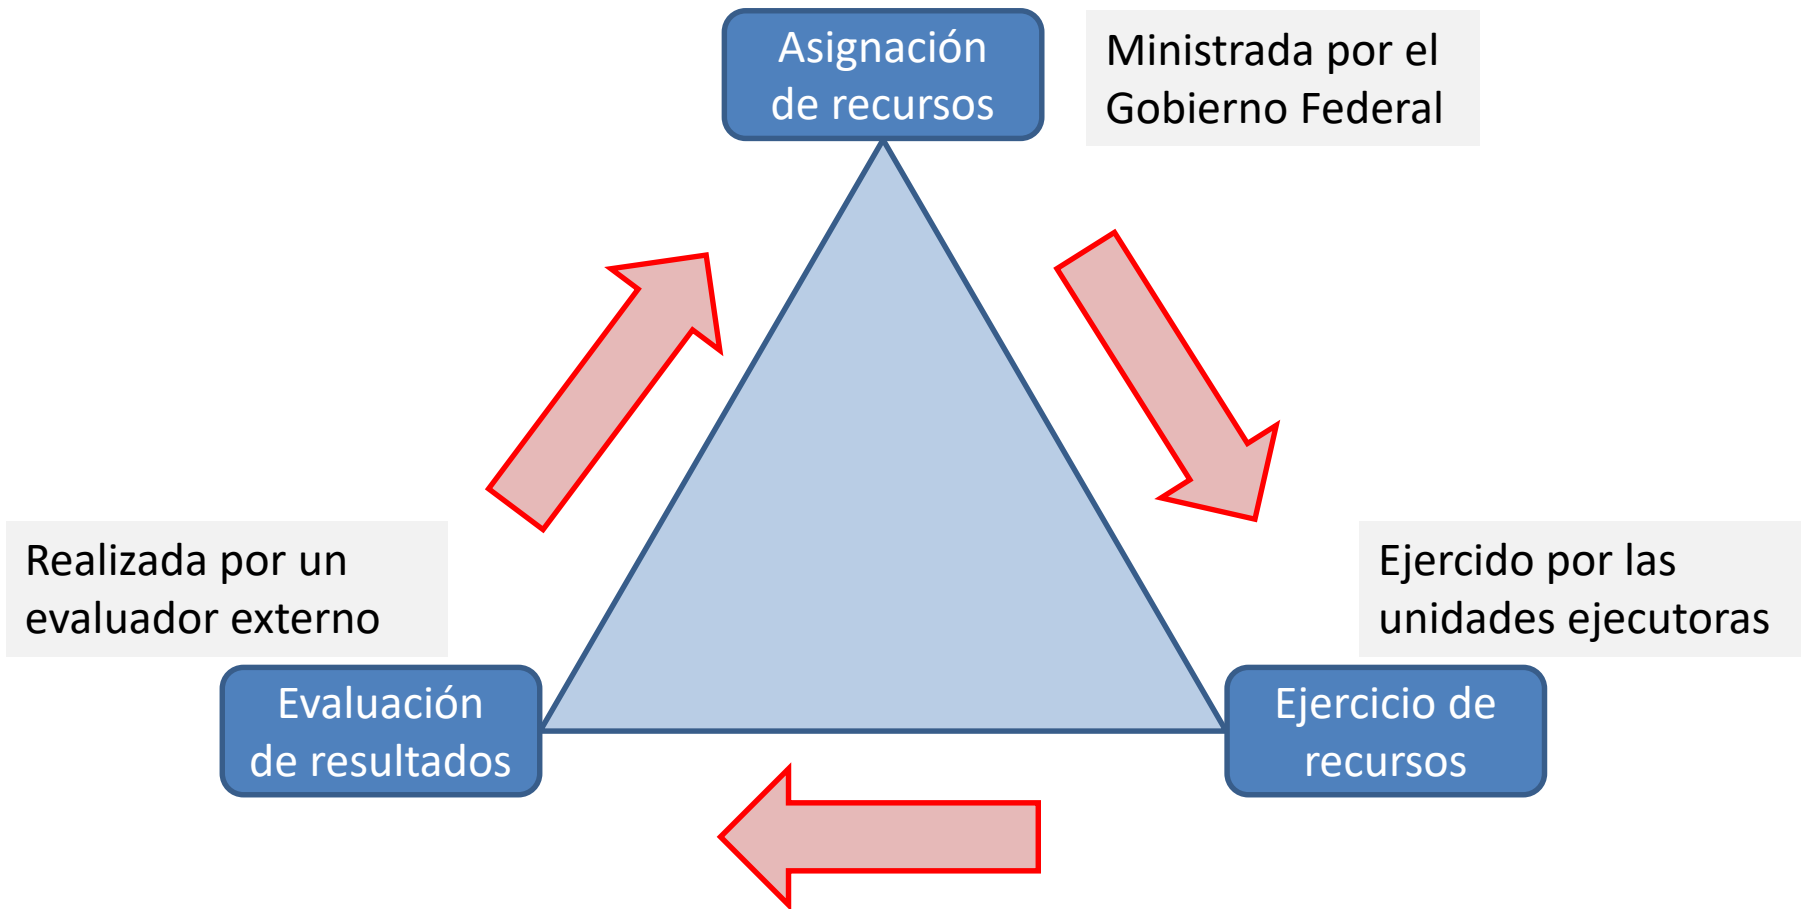 Asignación
de recursos
Ministrada por el
Gobierno Federal
Realizada por un
evaluador externo
Ejercido por las
unidades ejecutoras
Evaluación
de resultados
Ejercicio de
recursos